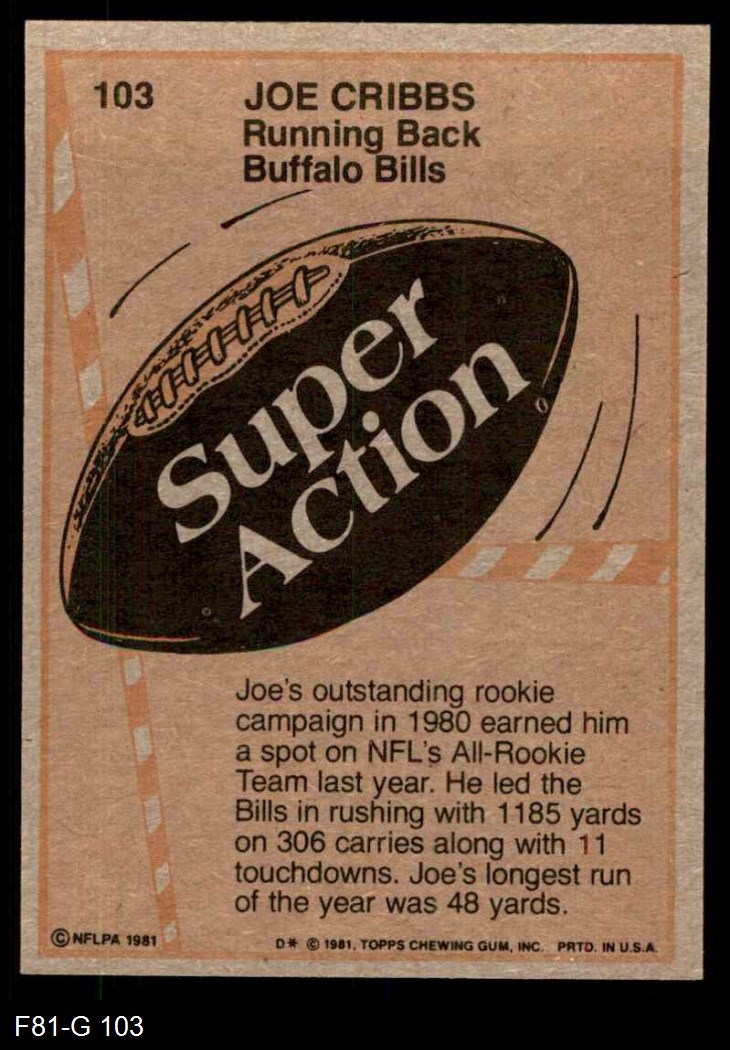 103
JOE CRIBBS
Running Back
Buffalo Bills
Super
Action
Joe's outstanding rookie
campaign in 1980 earned him
a spot on NFL's All-Rookie
Team last year. He led the
Bills in rushing with 1185 yards
on 306 carries along with 11
touchdowns. Joe's longest run
of the year was 48 yards.
©NFLPA 1981
D* © 1981, TOPPS CHEWING GUM, INC. PRTD. IN U.S.A.
F81-G 103